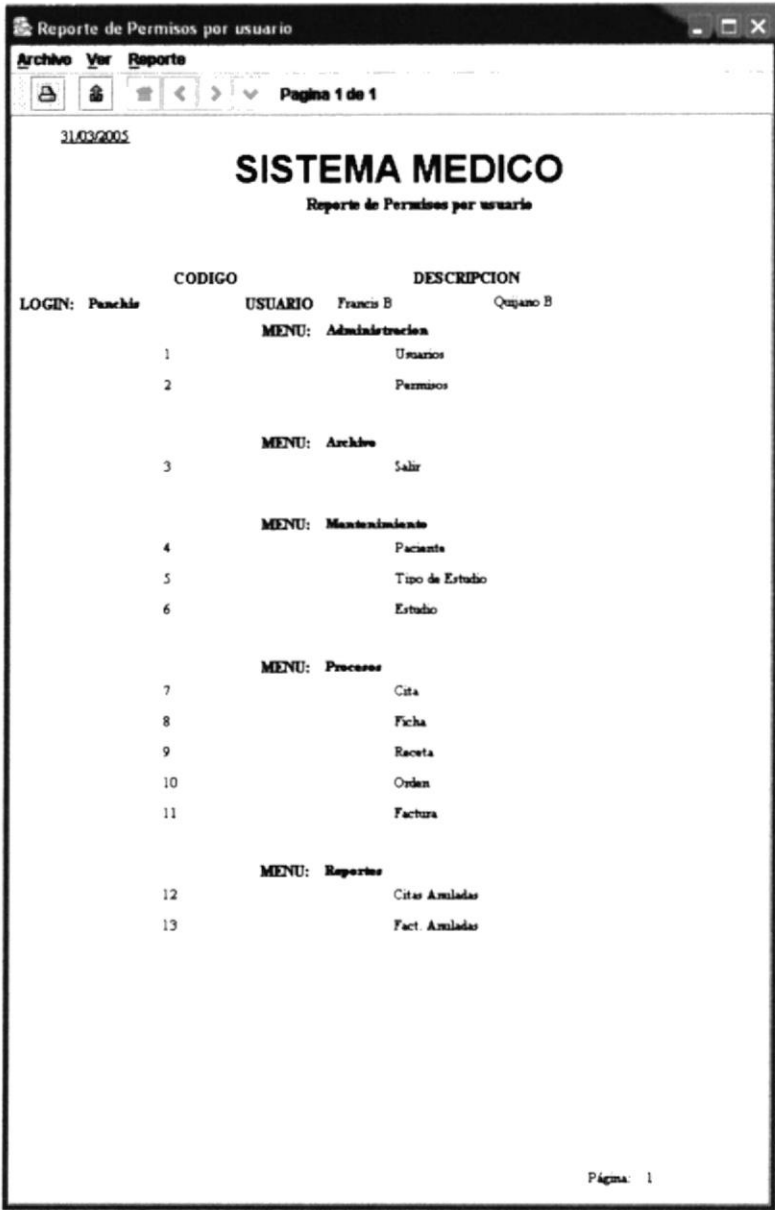 Reporte de Permisos por usuario
Archivo Ver Reporte
Pagina 1 de 1
31/03/2005
SISTEMA MEDICO
Reporte de Permisos por usuario
CODIGO DESCRIPCION
LOGIN: Panchis USUARIO Francis B Quijano B
MENU: Administracion
1 Usuarios
2 Permisos
MENU: Archivo
3 Salir
MENU: Mantenimiento
4 Paciente
5 Tipo de Estudio
6 Estudio
MENU: Procesos
7 Cita
8 Ficha
9 Receta
10 Orden
11 Factura
MENU: Reportes
12 Citas Anuladas
13 Fact. Anuladas
Página: 1